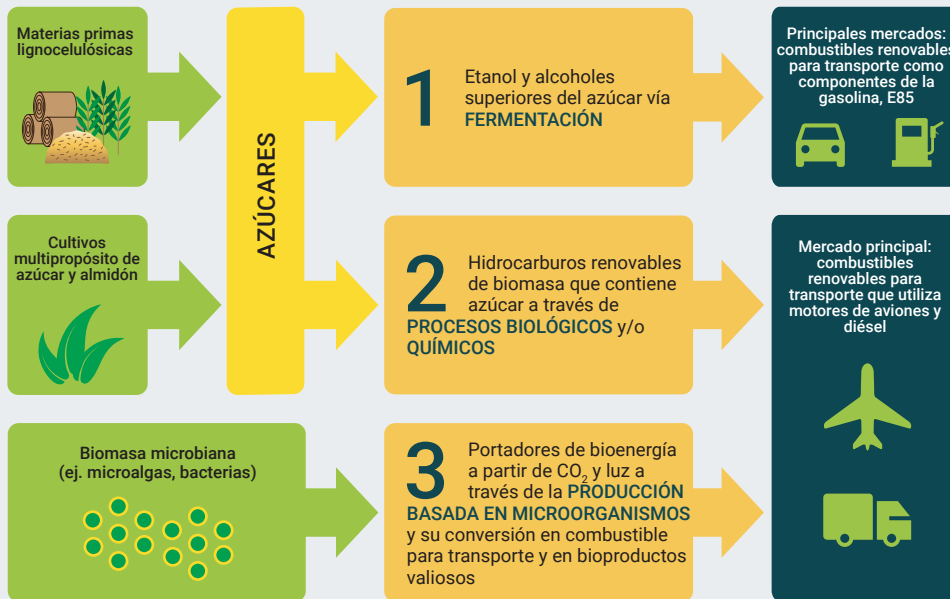 Materias primas
lignocelulósicas
AZÚCARES
1
Etanol y alcoholes
superiores del azúcar vía
FERMENTACIÓN
Principales mercados:
combustibles renovables
para transporte como
componentes de la
gasolina, E85
Cultivos
multipropósito de
azúcar y almidón
2
Hidrocarburos renovables
de biomasa que contiene
azúcar a través de
PROCESOS BIOLÓGICOS y/o
QUÍMICOS
Mercado principal:
combustibles
renovables para
transporte que utiliza
motores de aviones y
diésel
Biomasa microbiana
(ej. microalgas, bacterias)
3
Portadores de bioenergía
a partir de CO₂ y luz a
través de la PRODUCCIÓN
BASADA EN MICROORGANISMOS
y su conversión en combustible
para transporte y en bioproductos
valiosos